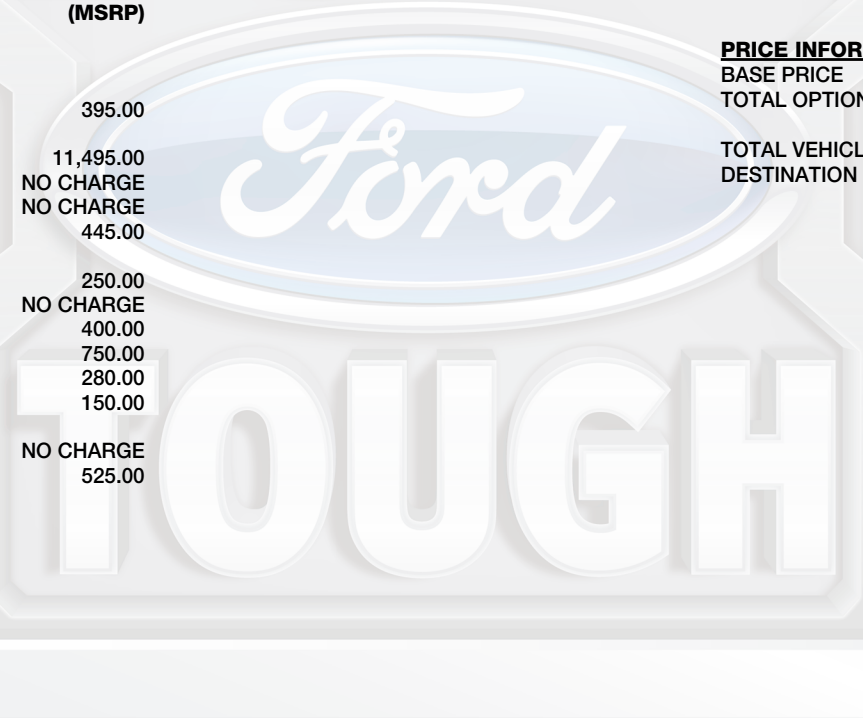 (MSRP)
395.00
11,495.00
NO CHARGE
NO CHARGE
445.00
250.00
NO CHARGE
400.00
750.00
280.00
150.00
NO CHARGE
525.00
PRICE INFOR
BASE PRICE
TOTAL OPTION
TOTAL VEHICL
DESTINATION
Ford
TOUGH